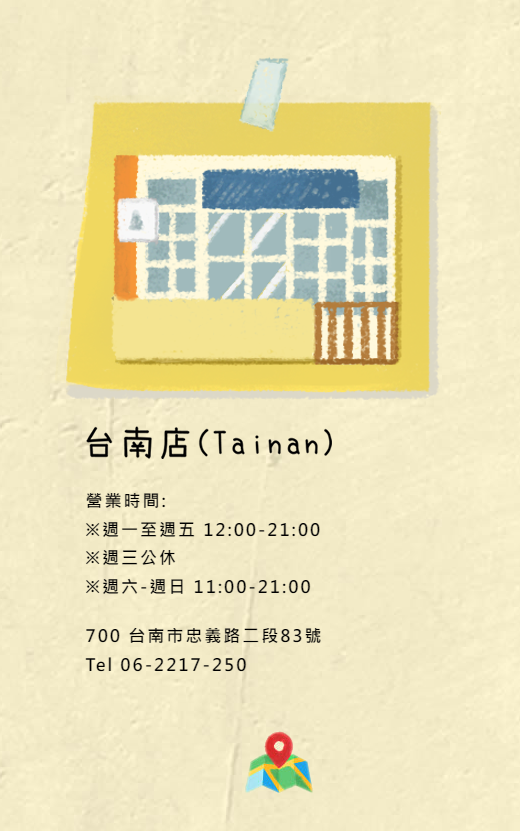 台南店(Tainan)
營業時間:
※週一至週五 12:00-21:00
※週三公休
※週六-週日 11:00-21:00
700 台南市忠義路二段83號
Tel 06-2217-250